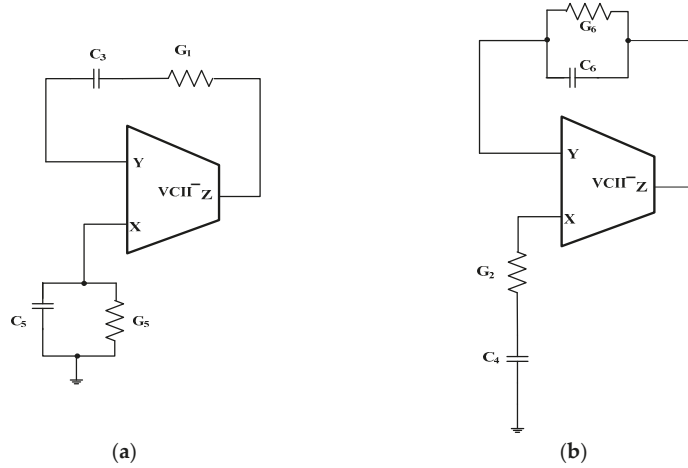 C₃
G₁
Y
VCII⁻ Z
X
C₅
G₅
(a)
G₆
C₆
Y
VCII⁻ Z
X
G₂
C₄
(b)